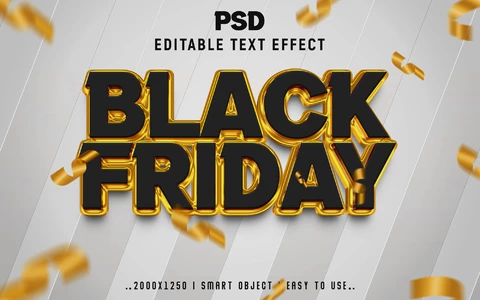 PSD
EDITABLE TEXT EFFECT
BLACK
FRIDAY
..2000X1250 | SMART OBJECT | EASY TO USE..